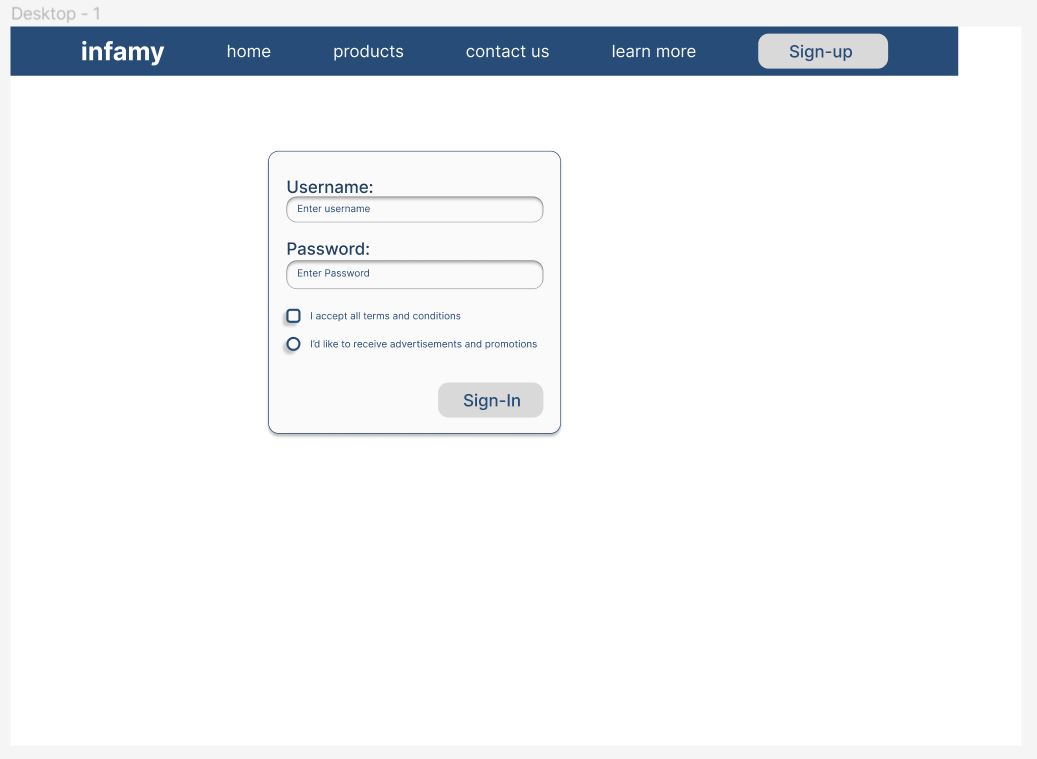 Desktop - 1
infamy home products contact us learn more Sign-up
Username:
Enter username
Password:
Enter Password
I accept all terms and conditions
I'd like to receive advertisements and promotions
Sign-In